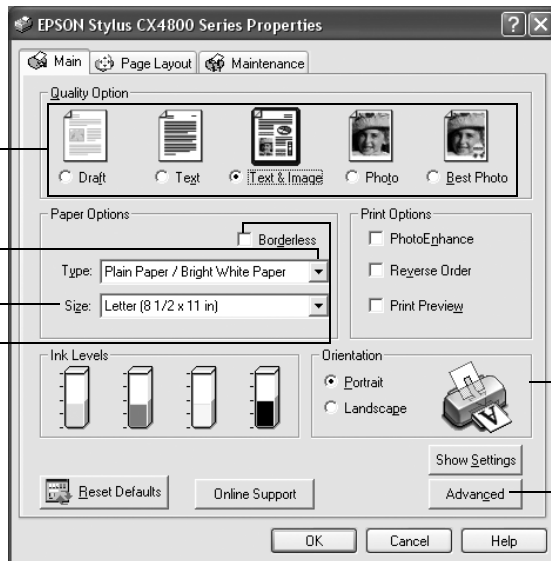 EPSON Stylus CX4800 Series Properties
Main Page Layout Maintenance
Quality Option
Draft Text Text & Image Photo Best Photo
Paper Options
Borderless
Type: Plain Paper / Bright White Paper
Size: Letter (8 1/2 x 11 in)
Print Options
PhotoEnhance
Reverse Order
Print Preview
Ink Levels
Orientation
Portrait
Landscape
Show Settings
Reset Defaults Online Support Advanced
OK Cancel Help